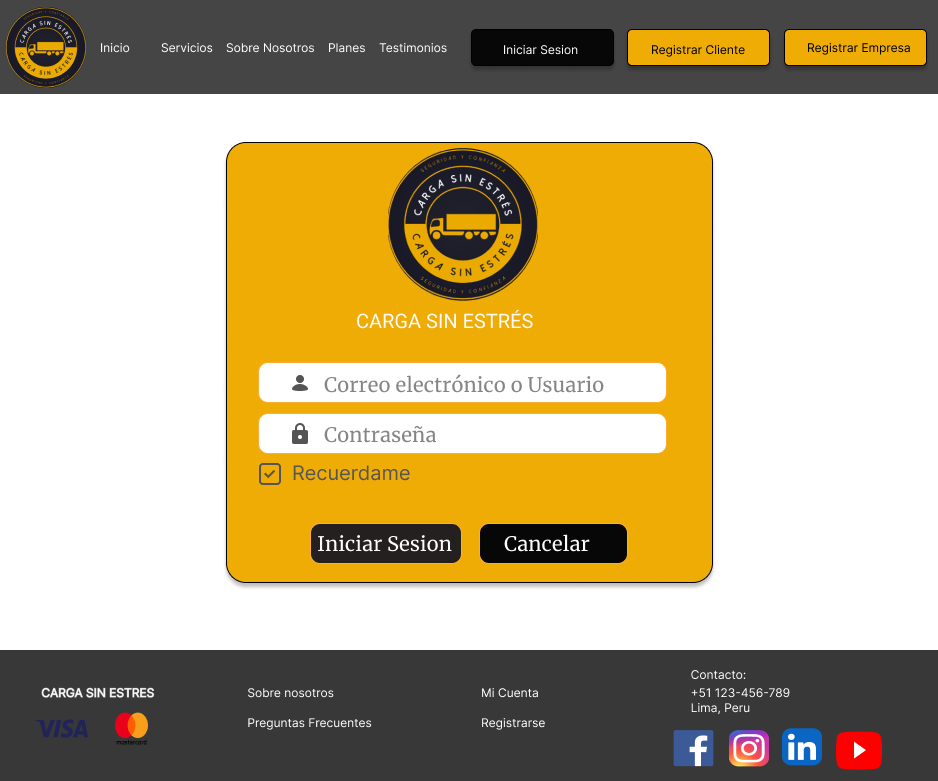 CARGA SIN ESTRÉS
CARGA SIN ESTRÉS
Inicio
Servicios
Sobre Nosotros
Planes
Testimonios
Iniciar Sesion
Registrar Cliente
Registrar Empresa
SEGURIDAD Y CONFIANZA
CARGA SIN ESTRÉS
CARGA SIN ESTRÉS
SEGURIDAD Y CONFIANZA
CARGA SIN ESTRÉS
Correo electrónico o Usuario
Contraseña
Recuerdame
Iniciar Sesion
Cancelar
CARGA SIN ESTRES
VISA
mastercard
Sobre nosotros
Preguntas Frecuentes
Mi Cuenta
Registrarse
Contacto:
+51 123-456-789
Lima, Peru
f
in